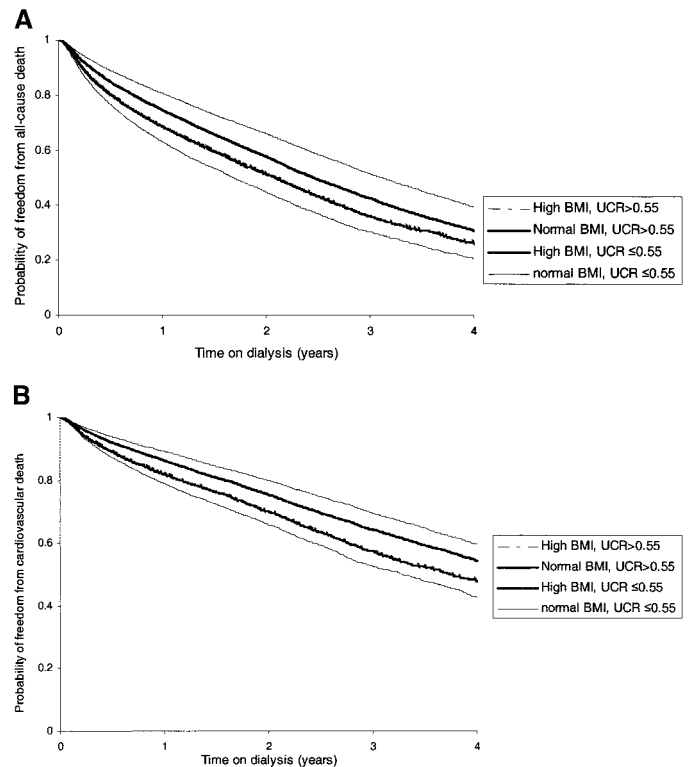 A
Probability of freedom from all-cause death
1
0.8
0.6
0.4
0.2
0
0
1
2
3
4
Time on dialysis (years)
High BMI, UCR>0.55
Normal BMI, UCR>0.55
High BMI, UCR ≤0.55
normal BMI, UCR ≤0.55
B
Probability of freedom from cardiovascular death
1
0.8
0.6
0.4
0.2
0
0
1
2
3
4
Time on dialysis (years)
High BMI, UCR>0.55
Normal BMI, UCR>0.55
High BMI, UCR ≤0.55
normal BMI, UCR ≤0.55